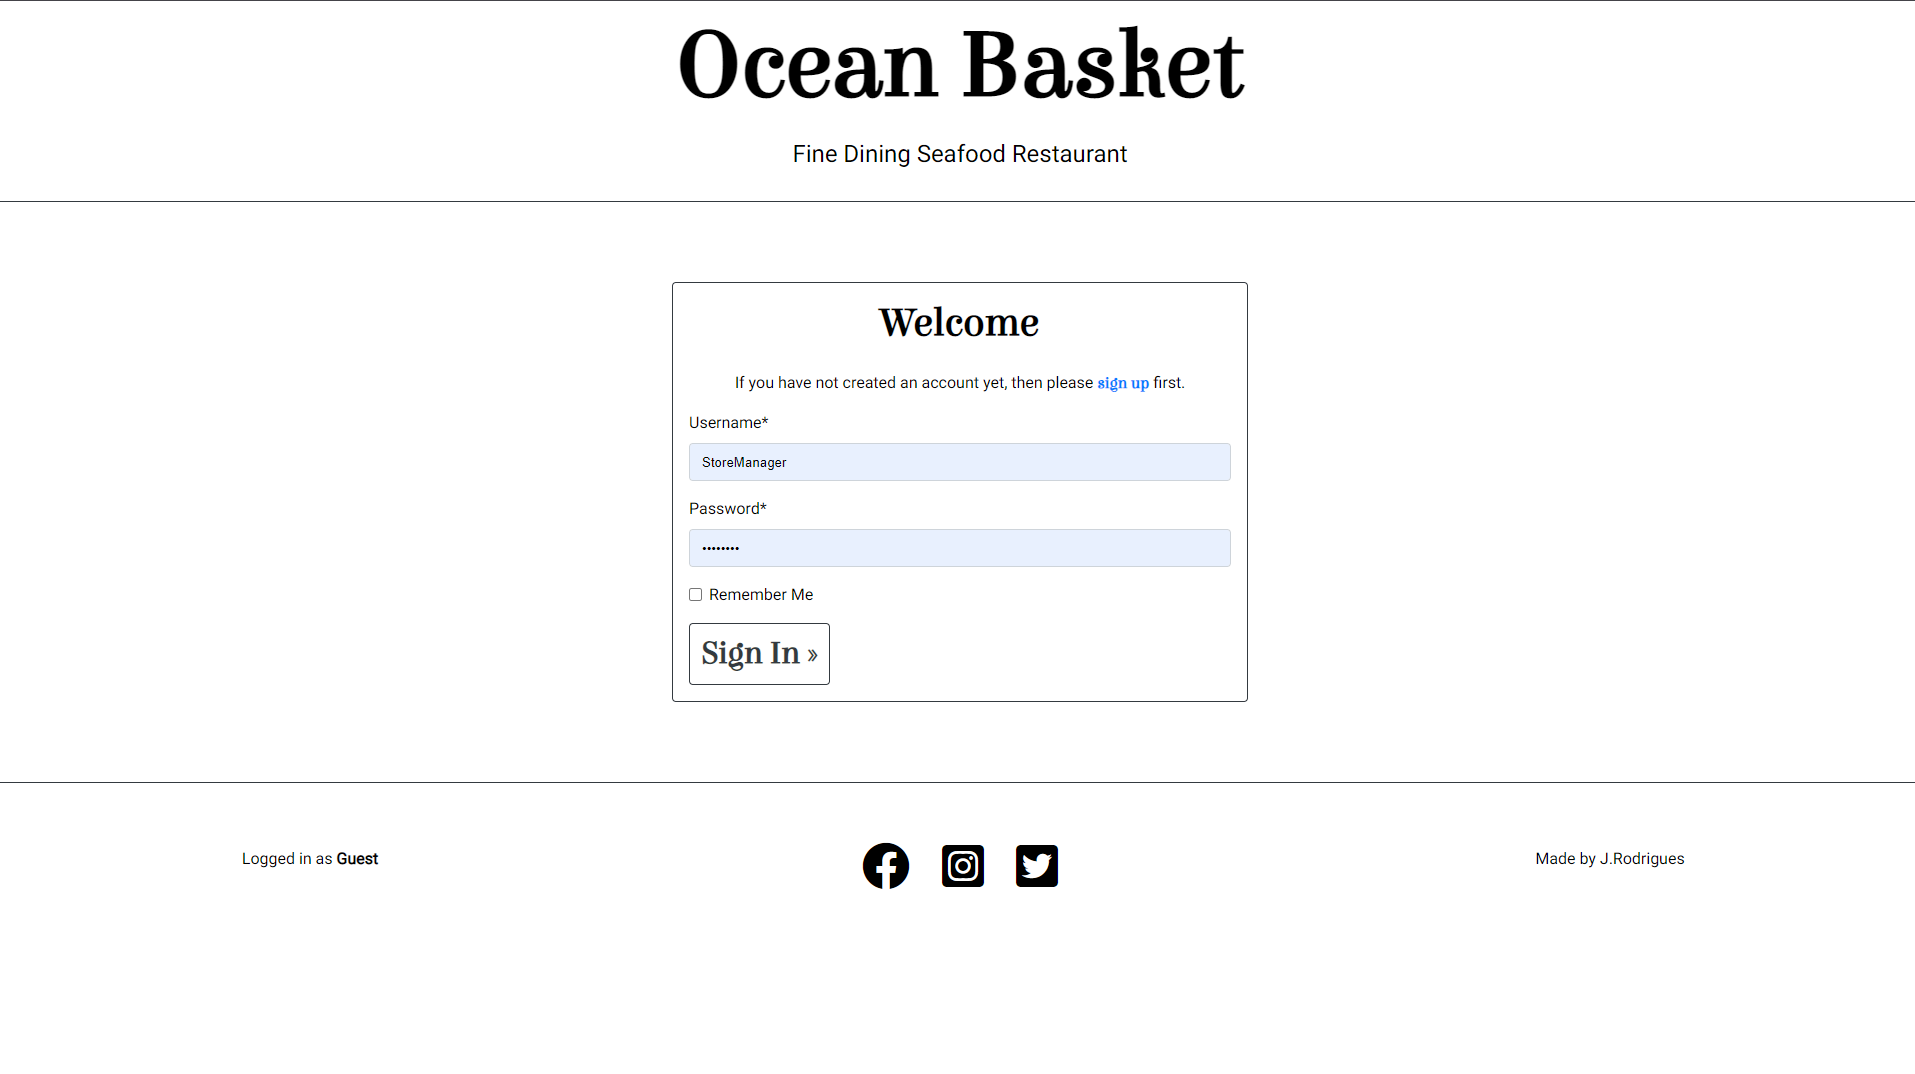 Ocean Basket
Fine Dining Seafood Restaurant
Welcome
If you have not created an account yet, then please sign up first.
Username*
StoreManager
Password*
••••••••
Remember Me
Sign In »
Logged in as Guest
Made by J.Rodrigues